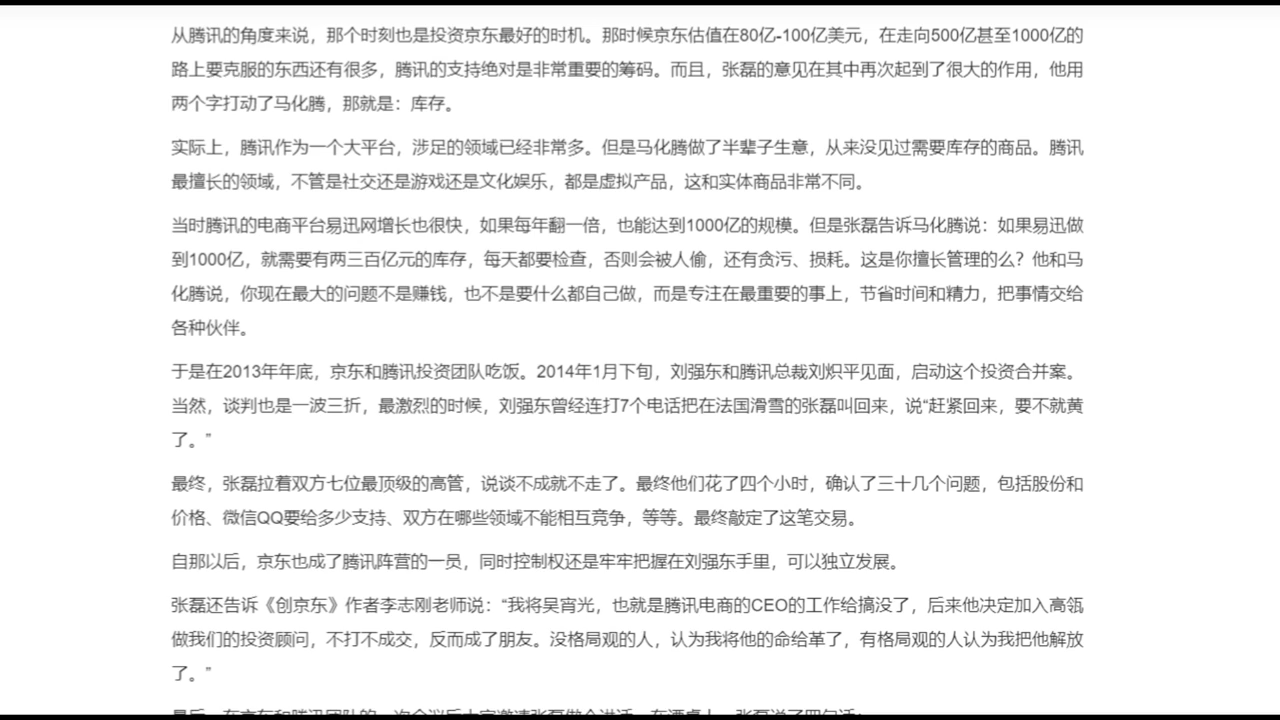 从腾讯的角度来说，那个时刻也是投资京东最好的时机。那时候京东估值在80亿-100亿美元，在走向500亿甚至1000亿的
路上要克服的东西还有很多，腾讯的支持绝对是非常重要的筹码。而且，张磊的意见在其中再次起到了很大的作用，他用
两个字打动了马化腾，那就是：库存。
实际上，腾讯作为一个大平台，涉足的领域已经非常多。但是马化腾做了半辈子生意，从来没见过需要库存的商品。腾讯
最擅长的领域，不管是社交还是游戏还是文化娱乐，都是虚拟产品，这和实体商品非常不同。
当时腾讯的电商平台易迅网增长也很快，如果每年翻一倍，也能达到1000亿的规模。但是张磊告诉马化腾说：如果易迅做
到1000亿，就需要有两三百亿元的库存，每天都要检查，否则会被人偷，还有贪污、损耗。这是你擅长管理的么？他和马
化腾说，你现在最大的问题不是赚钱，也不是要什么都自己做，而是专注在最重要的事上，节省时间和精力，把事情交给
各种伙伴。
于是在2013年年底，京东和腾讯投资团队吃饭。2014年1月下旬，刘强东和腾讯总裁刘炽平见面，启动这个投资合并案。
当然，谈判也是一波三折，最激烈的时候，刘强东曾经连打7个电话把在法国滑雪的张磊叫回来，说“赶紧回来，要不就黄
了。”
最终，张磊拉着双方七位最顶级的高管，说谈不成就不走了。最终他们花了四个小时，确认了三十几个问题，包括股份和
价格、微信QQ要给多少支持、双方在哪些领域不能相互竞争，等等。最终敲定了这笔交易。
自那以后，京东也成了腾讯阵营的一员，同时控制权还是牢牢把握在刘强东手里，可以独立发展。
张磊还告诉《创京东》作者李志刚老师说：“我将吴宵光，也就是腾讯电商的CEO的工作给搞没了，后来他决定加入高瓴
做我们的投资顾问，不打不成交，反而成了朋友。没格局观的人，认为我将他的命给革了，有格局观的人认为我把他解放
了。”